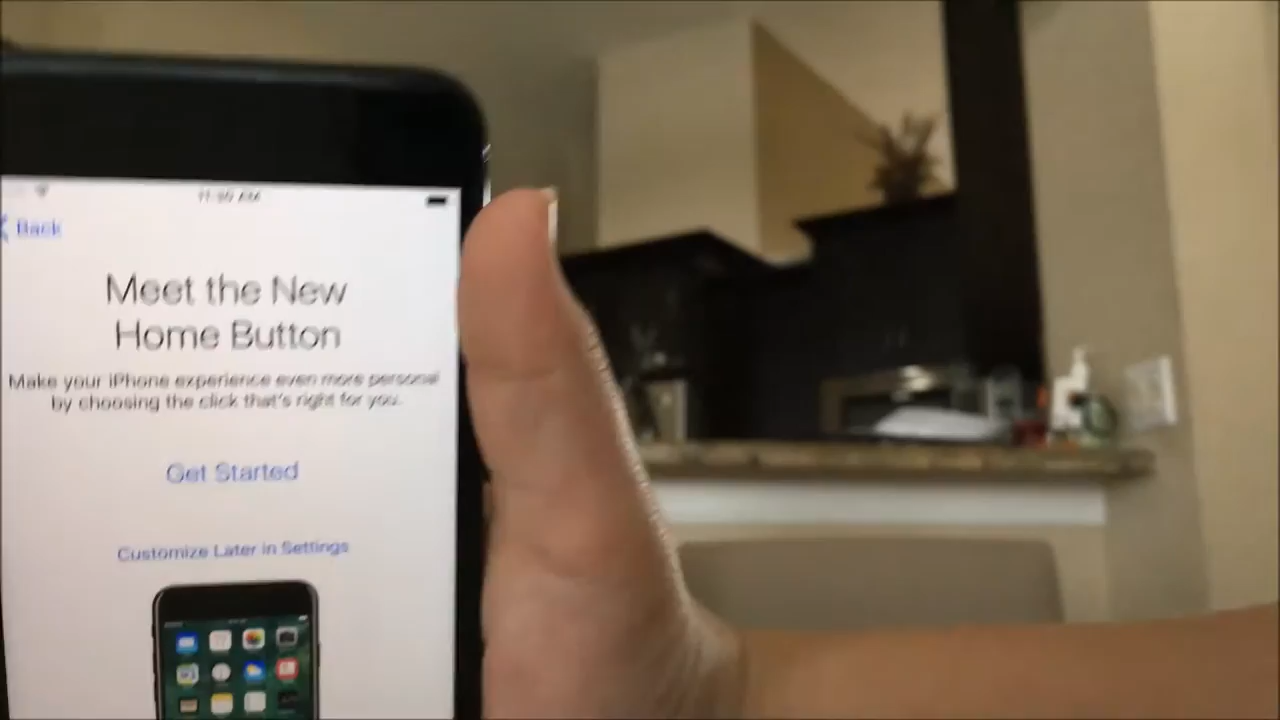 Back
Meet the New
Home Button
Make your iPhone experience even more personal
by choosing the click that's right for you.
Get Started
Customize Later in Settings